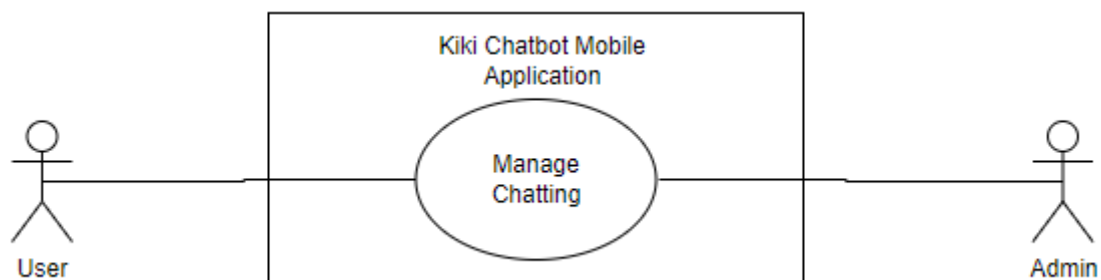 Kiki Chatbot Mobile
Application
Manage
Chatting
User
Admin